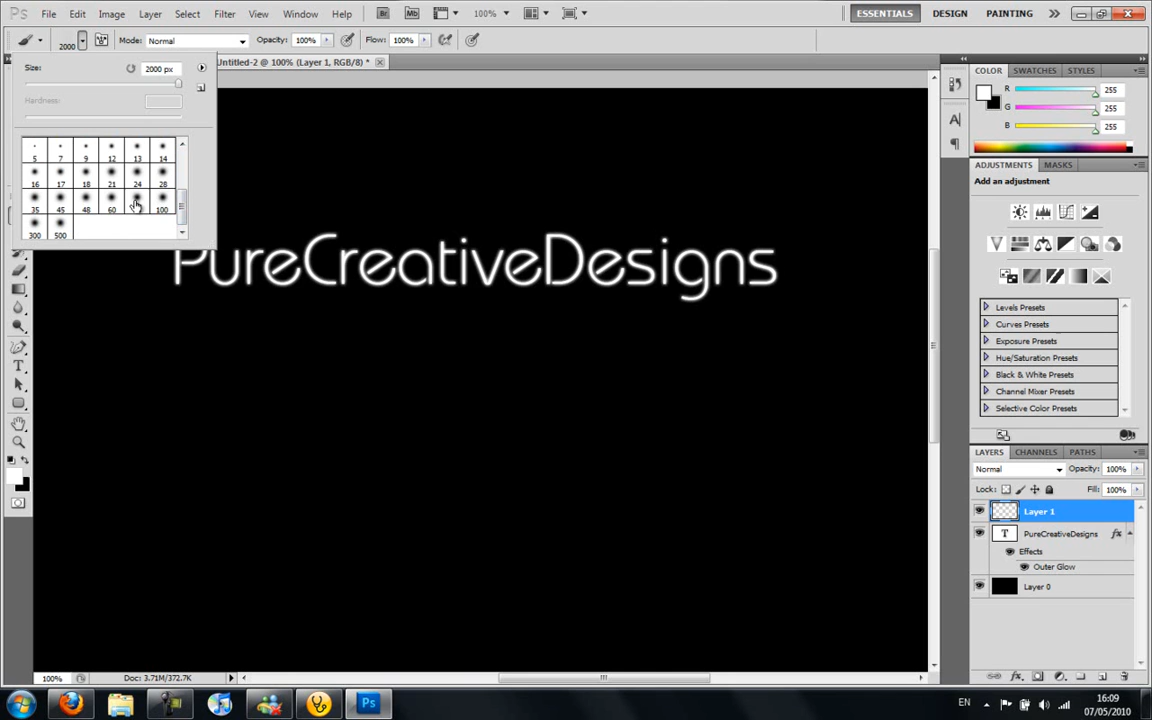 Ps File Edit Image Layer Select Filter View Window Help Br Mb 100% ESSENTIALS DESIGN PAINTING
2000 Mode: Normal Opacity: 100% Flow: 100%
Untitled-2 @ 100% (Layer 1, RGB/8) *
Size: 2000 px
Hardness:
5 7 9 12 13 14
16 17 18 21 24 28
35 45 48 60 100
300 500
PureCreativeDesigns
COLOR SWATCHES STYLES
R 255
G 255
B 255
ADJUSTMENTS MASKS
Add an adjustment
Levels Presets
Curves Presets
Exposure Presets
Hue/Saturation Presets
Black & White Presets
Channel Mixer Presets
Selective Color Presets
LAYERS CHANNELS PATHS
Normal Opacity: 100%
Lock: Fill: 100%
Layer 1
T PureCreativeDesigns fx
Effects
Outer Glow
Layer 0
100% Doc: 3.71M/372.7K
Ps EN 16:09
07/05/2010